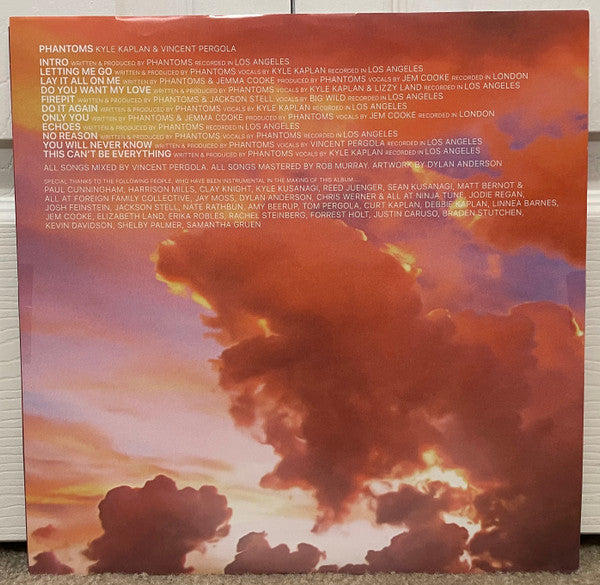 PHANTOMS KYLE KAPLAN & VINCENT PERGOLA
INTRO WRITTEN & PRODUCED BY PHANTOMS RECORDED IN LOS ANGELES
LETTING ME GO WRITTEN & PRODUCED BY PHANTOMS VOCALS BY KYLE KAPLAN RECORDED IN LOS ANGELES
LAY IT ALL ON ME WRITTEN & PRODUCED BY PHANTOMS & JEMMA COOKE VOCALS BY JEM COOKE RECORDED IN LONDON
DO YOU WANT MY LOVE WRITTEN & PRODUCED BY PHANTOMS VOCALS BY KYLE KAPLAN & LIZZY LAND RECORDED IN LOS ANGELES
FIREPIT WRITTEN & PRODUCED BY PHANTOMS & JACKSON STELL VOCALS BY BIG WILD RECORDED IN LOS ANGELES
DO IT AGAIN WRITTEN & PRODUCED BY PHANTOMS VOCALS BY KYLE KAPLAN RECORDED IN LOS ANGELES
ONLY YOU WRITTEN & PRODUCED BY PHANTOMS & JEMMA COOKE VOCALS BY JEM COOKE RECORDED IN LONDON
ECHOES WRITTEN & PRODUCED BY PHANTOMS RECORDED IN LOS ANGELES
NO REASON WRITTEN & PRODUCED BY PHANTOMS VOCALS BY PHANTOMS RECORDED IN LOS ANGELES
YOU WILL NEVER KNOW WRITTEN & PRODUCED BY PHANTOMS VOCALS BY VINCENT PERGOLA RECORDED IN LOS ANGELES
THIS CAN'T BE EVERYTHING WRITTEN & PRODUCED BY PHANTOMS VOCALS BY KYLE KAPLAN RECORDED IN LOS ANGELES
ALL SONGS MIXED BY VINCENT PERGOLA. ALL SONGS MASTERED BY ROB MURRAY. ARTWORK BY DYLAN ANDERSON
SPECIAL THANKS TO THE FOLLOWING PEOPLE, WHO HAVE BEEN INSTRUMENTAL IN THE MAKING OF THIS ALBUM...
PAUL CUNNINGHAM, HARRISON MILLS, CLAY KNIGHT, KYLE KUSANAGI, REED JUENGER, SEAN KUSANAGI, MATT BERNOT &
ALL AT FOREIGN FAMILY COLLECTIVE, JAY MOSS, DYLAN ANDERSON, CHRIS WERNER & ALL AT NINJA TUNE, JODIE REGAN,
JOSH FEINSTEIN, JACKSON STELL, NATE RATHBUN, AMY BEERUP, TOM PERGOLA, CURT KAPLAN, DEBBIE KAPLAN, LINNEA BARNES,
JEM COOKE, ELIZABETH LAND, ERIKA ROBLES, RACHEL STEINBERG, FORREST HOLT, JUSTIN CARUSO, BRADEN STUTCHEN,
KEVIN DAVIDSON, SHELBY PALMER, SAMANTHA GRUEN